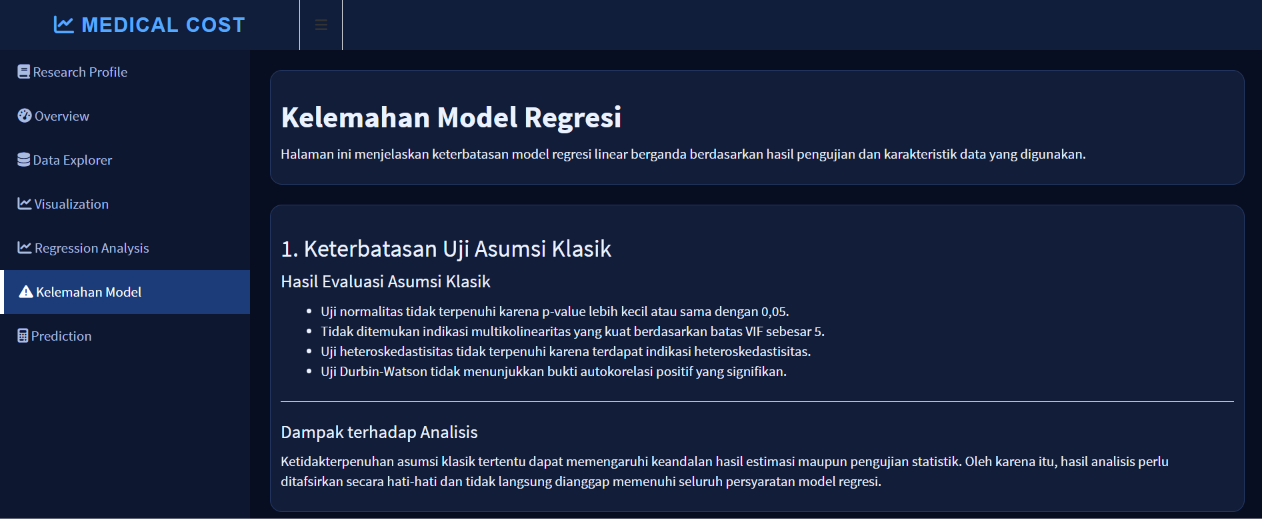 MEDICAL COST
Research Profile
Overview
Data Explorer
Visualization
Regression Analysis
Kelemahan Model
Prediction
Kelemahan Model Regresi
Halaman ini menjelaskan keterbatasan model regresi linear berganda berdasarkan hasil pengujian dan karakteristik data yang digunakan.
1. Keterbatasan Uji Asumsi Klasik
Hasil Evaluasi Asumsi Klasik
• Uji normalitas tidak terpenuhi karena p-value lebih kecil atau sama dengan 0,05.
• Tidak ditemukan indikasi multikolinearitas yang kuat berdasarkan batas VIF sebesar 5.
• Uji heteroskedastisitas tidak terpenuhi karena terdapat indikasi heteroskedastisitas.
• Uji Durbin-Watson tidak menunjukkan bukti autokorelasi positif yang signifikan.
Dampak terhadap Analisis
Ketidakterpenuhan asumsi klasik tertentu dapat memengaruhi keandalan hasil estimasi maupun pengujian statistik. Oleh karena itu, hasil analisis perlu
ditafsirkan secara hati-hati dan tidak langsung dianggap memenuhi seluruh persyaratan model regresi.